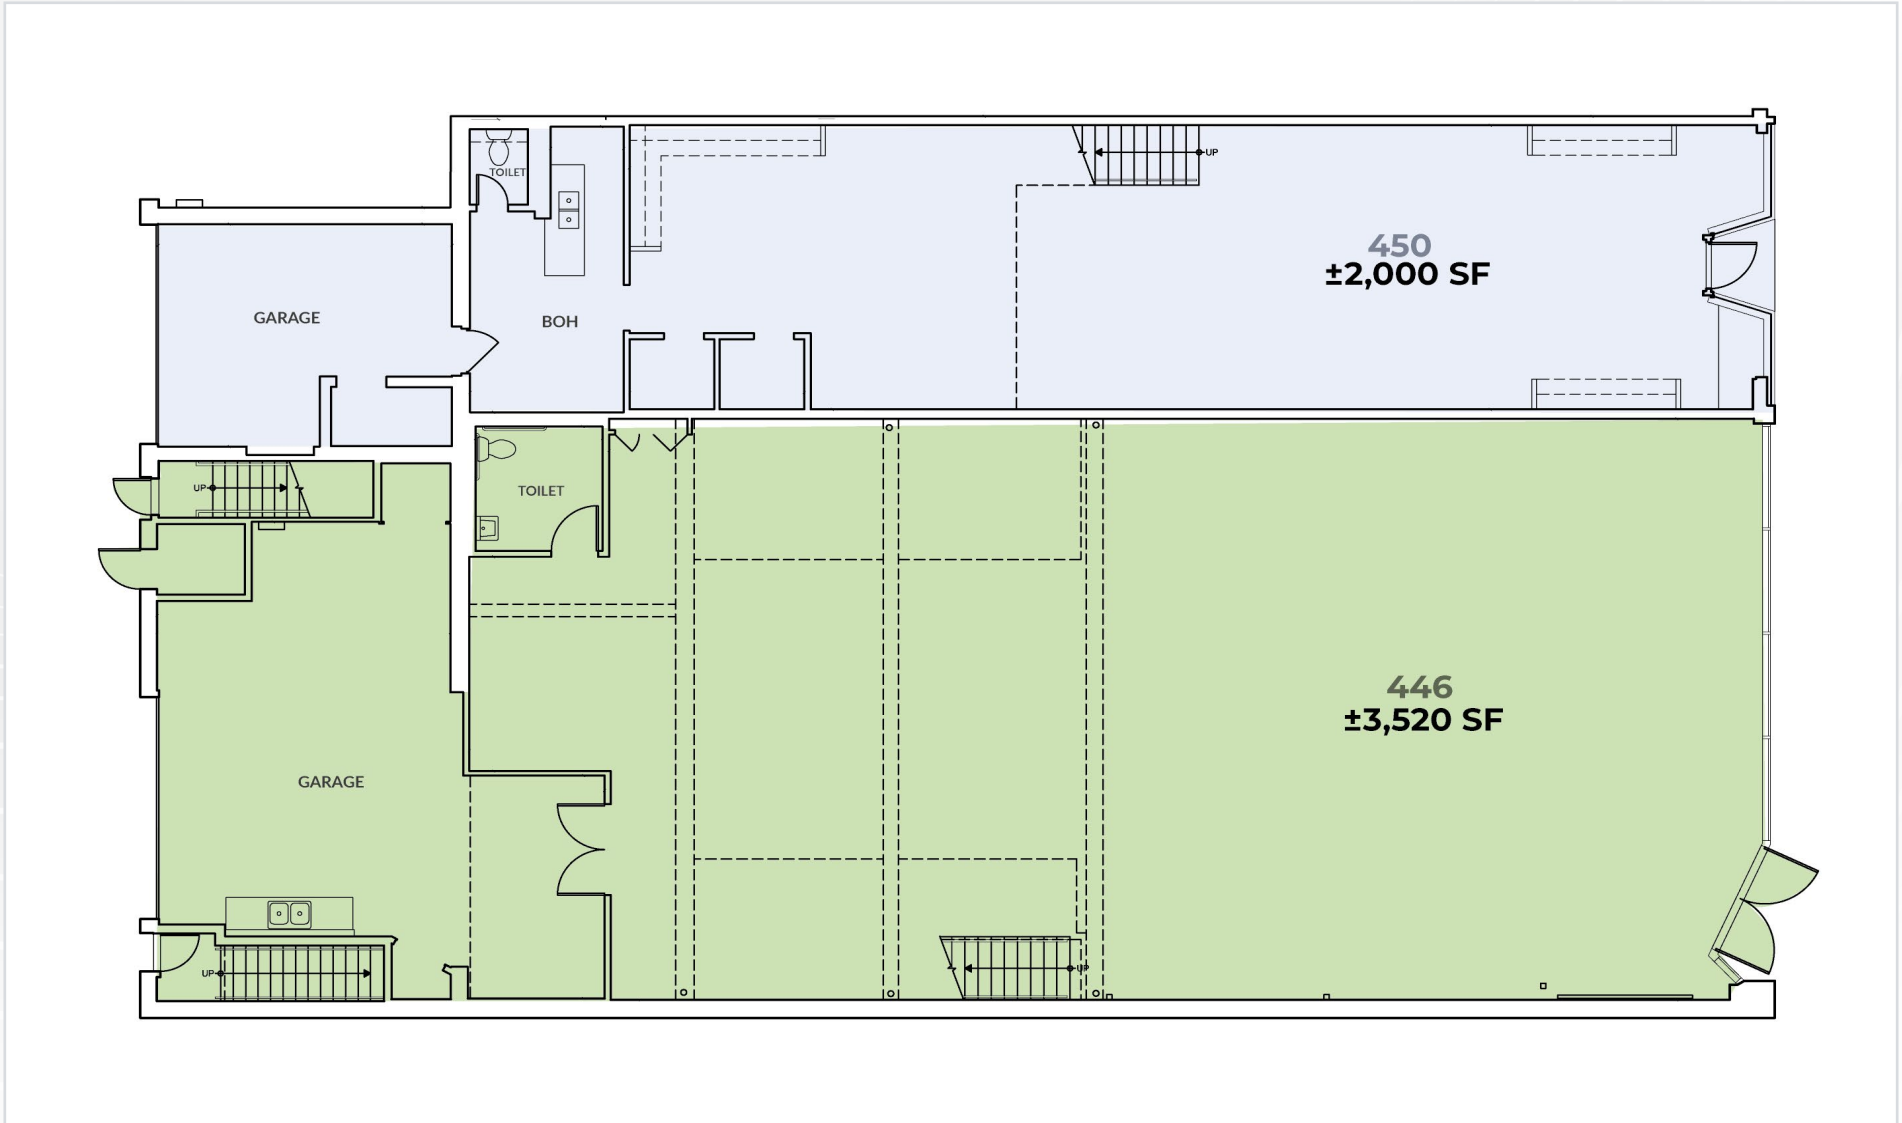 TOILET
UP
450
±2,000 SF
GARAGE
BOH
UP
TOILET
446
±3,520 SF
GARAGE
UP
UP